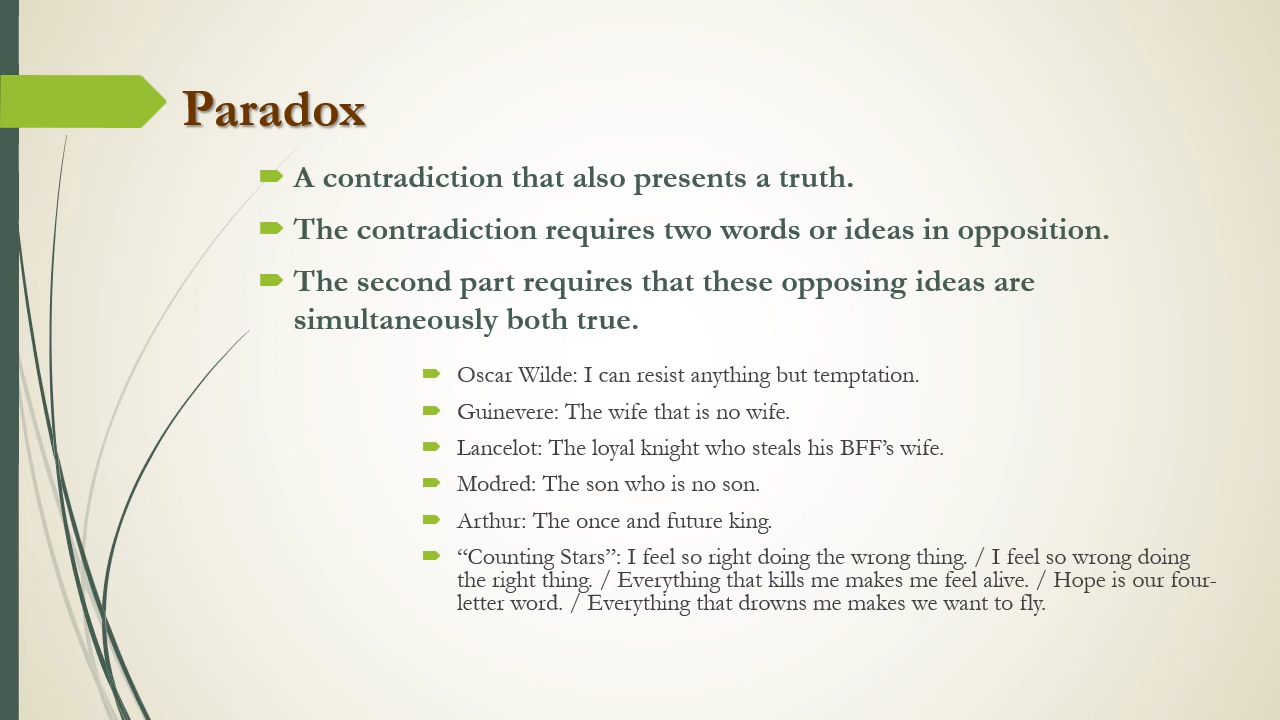 Paradox
A contradiction that also presents a truth.
The contradiction requires two words or ideas in opposition.
The second part requires that these opposing ideas are
simultaneously both true.
Oscar Wilde: I can resist anything but temptation.
Guinevere: The wife that is no wife.
Lancelot: The loyal knight who steals his BFF’s wife.
Modred: The son who is no son.
Arthur: The once and future king.
“Counting Stars”: I feel so right doing the wrong thing. / I feel so wrong doing
the right thing. / Everything that kills me makes me feel alive. / Hope is our four-
letter word. / Everything that drowns me makes we want to fly.